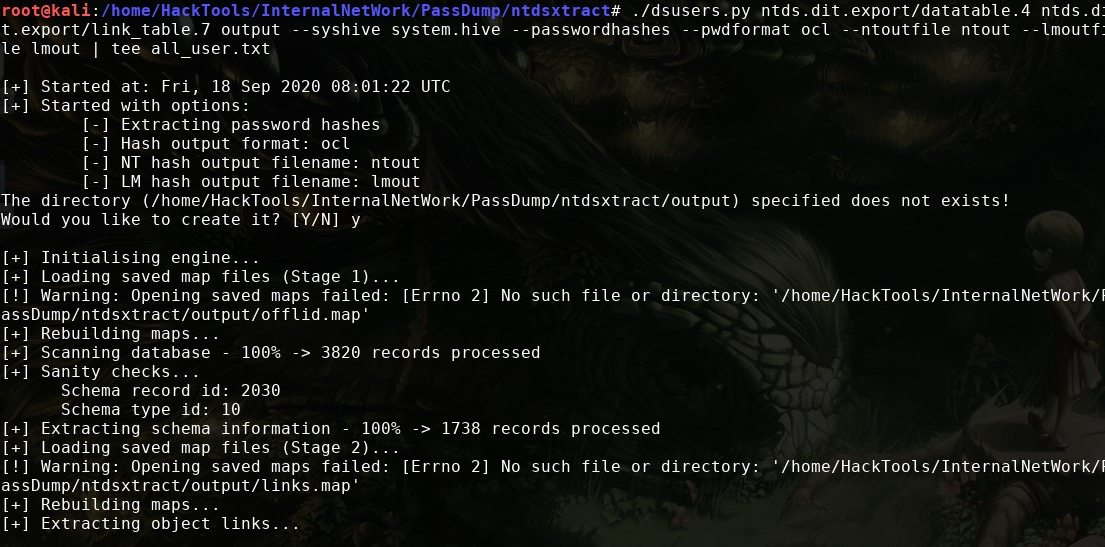 root@kali:/home/HackTools/InternalNetWork/PassDump/ntdsxtract# ./dsusers.py ntds.dit.export/datatable.4 ntds.di
t.export/link_table.7 output --syshive system.hive --passwordhashes --pwdformat ocl --ntoutfile ntout --lmoutfi
le lmout | tee all_user.txt
[+] Started at: Fri, 18 Sep 2020 08:01:22 UTC
[+] Started with options:
        [-] Extracting password hashes
        [-] Hash output format: ocl
        [-] NT hash output filename: ntout
        [-] LM hash output filename: lmout
The directory (/home/HackTools/InternalNetWork/PassDump/ntdsxtract/output) specified does not exists!
Would you like to create it? [Y/N] y
[+] Initialising engine...
[+] Loading saved map files (Stage 1)...
[!] Warning: Opening saved maps failed: [Errno 2] No such file or directory: '/home/HackTools/InternalNetWork/P
assDump/ntdsxtract/output/offlid.map'
[+] Rebuilding maps...
[+] Scanning database - 100% -> 3820 records processed
[+] Sanity checks...
      Schema record id: 2030
      Schema type id: 10
[+] Extracting schema information - 100% -> 1738 records processed
[+] Loading saved map files (Stage 2)...
[!] Warning: Opening saved maps failed: [Errno 2] No such file or directory: '/home/HackTools/InternalNetWork/P
assDump/ntdsxtract/output/links.map'
[+] Rebuilding maps...
[+] Extracting object links...